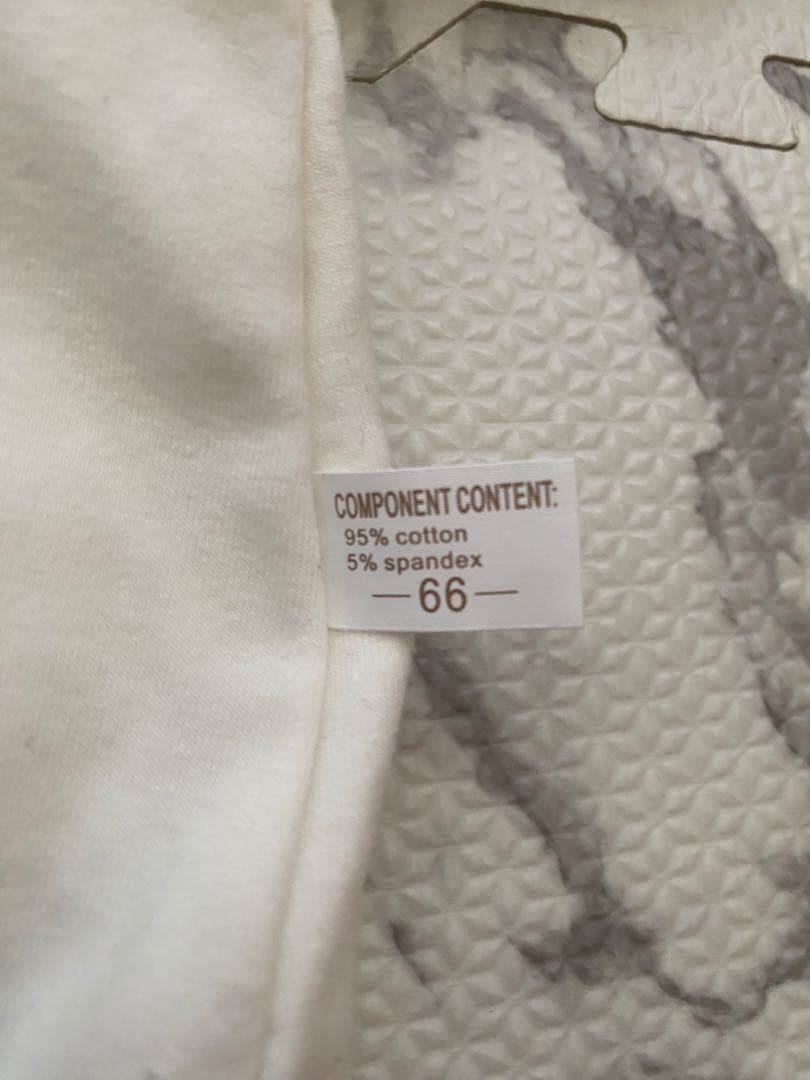 COMPONENT CONTENT:
95% cotton
5% spandex
—66—